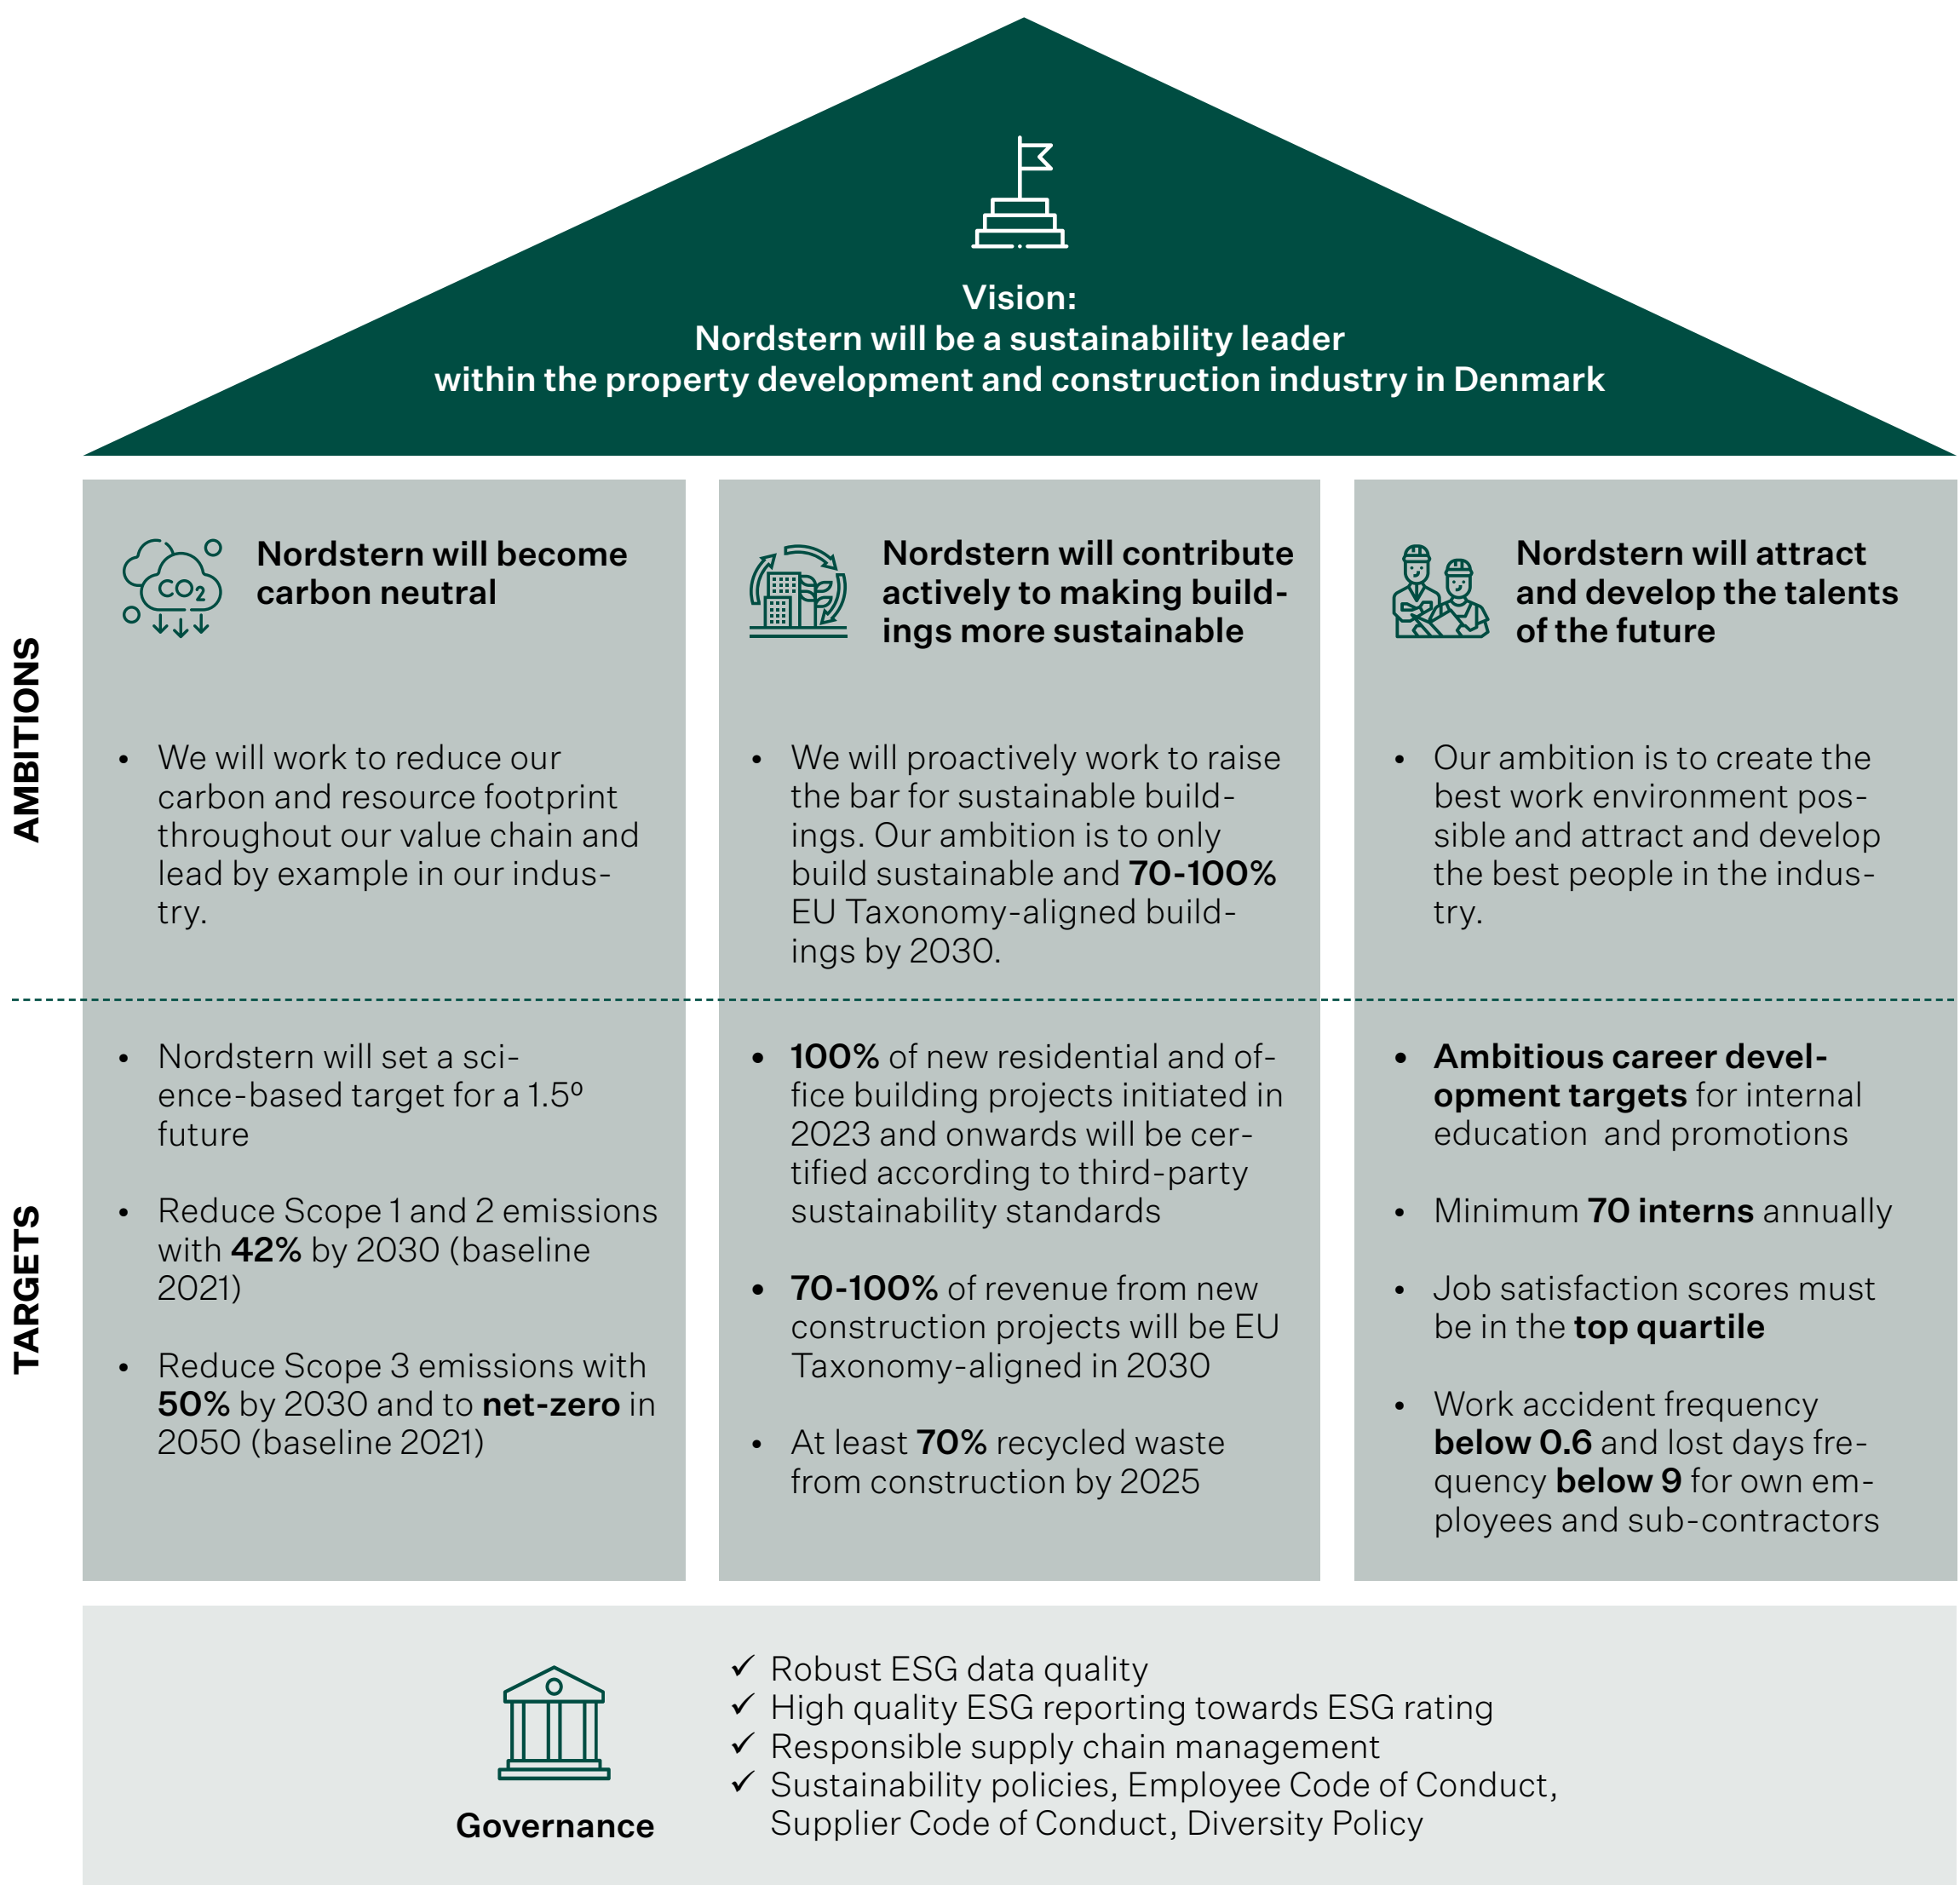 Vision:
Nordstern will be a sustainability leader
within the property development and construction industry in Denmark
AMBITIONS
CO2
Nordstern will become
carbon neutral
• We will work to reduce our
carbon and resource footprint
throughout our value chain and
lead by example in our indus-
try.
Nordstern will contribute
actively to making build-
ings more sustainable
• We will proactively work to raise
the bar for sustainable build-
ings. Our ambition is to only
build sustainable and 70-100%
EU Taxonomy-aligned build-
ings by 2030.
Nordstern will attract
and develop the talents
of the future
• Our ambition is to create the
best work environment pos-
sible and attract and develop
the best people in the indus-
try.
TARGETS
• Nordstern will set a sci-
ence-based target for a 1.5º
future
• Reduce Scope 1 and 2 emissions
with 42% by 2030 (baseline
2021)
• Reduce Scope 3 emissions with
50% by 2030 and to net-zero in
2050 (baseline 2021)
• 100% of new residential and of-
fice building projects initiated in
2023 and onwards will be cer-
tified according to third-party
sustainability standards
• 70-100% of revenue from new
construction projects will be EU
Taxonomy-aligned in 2030
• At least 70% recycled waste
from construction by 2025
• Ambitious career devel-
opment targets for internal
education and promotions
• Minimum 70 interns annually
• Job satisfaction scores must
be in the top quartile
• Work accident frequency
below 0.6 and lost days fre-
quency below 9 for own em-
ployees and sub-contractors
Governance
✓ Robust ESG data quality
✓ High quality ESG reporting towards ESG rating
✓ Responsible supply chain management
✓ Sustainability policies, Employee Code of Conduct,
Supplier Code of Conduct, Diversity Policy